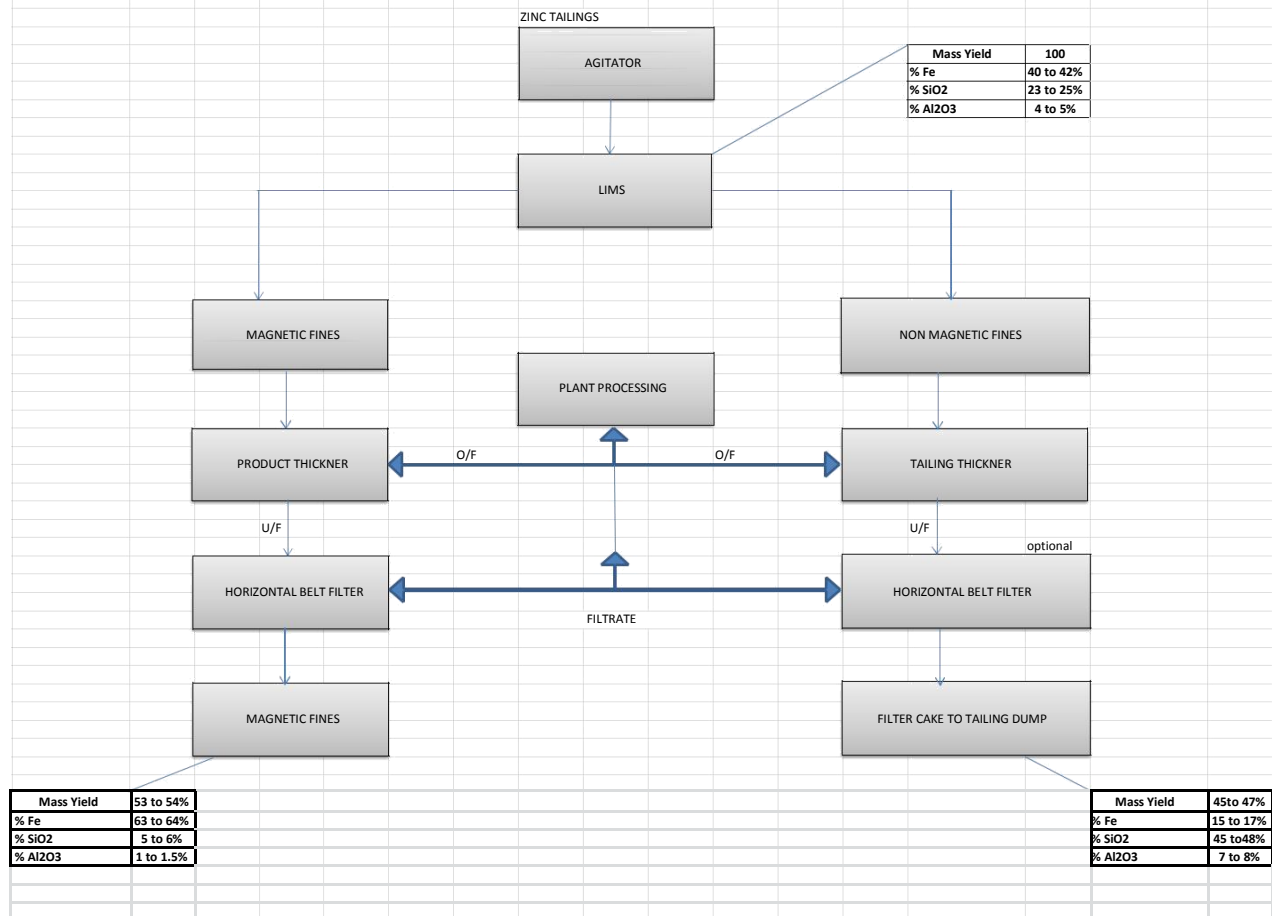 ZINC TAILINGS
AGITATOR
Mass Yield 100
% Fe 40 to 42%
% SiO2 23 to 25%
% Al2O3 4 to 5%
LIMS
MAGNETIC FINES
NON MAGNETIC FINES
PLANT PROCESSING
PRODUCT THICKNER
O/F
O/F
TAILING THICKNER
U/F
U/F
optional
HORIZONTAL BELT FILTER
HORIZONTAL BELT FILTER
FILTRATE
MAGNETIC FINES
FILTER CAKE TO TAILING DUMP
Mass Yield 53 to 54%
% Fe 63 to 64%
% SiO2 5 to 6%
% Al2O3 1 to 1.5%
Mass Yield 45to 47%
% Fe 15 to 17%
% SiO2 45 to48%
% Al2O3 7 to 8%